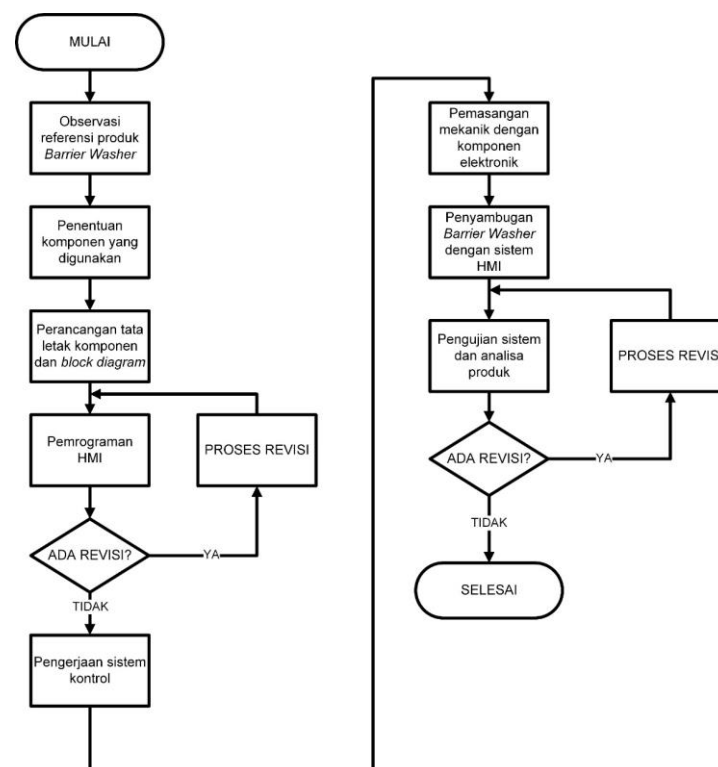 MULAI
Observasi
referensi produk
Barrier Washer
Penentuan
komponen yang
digunakan
Perancangan tata
letak komponen
dan block diagram
Pemrograman
HMI
PROSES REVISI
ADA REVISI?
YA
TIDAK
Pengerjaan sistem
kontrol
Pemasangan
mekanik dengan
komponen
elektronik
Penyambugan
Barrier Washer
dengan sistem
HMI
Pengujian sistem
dan analisa
produk
PROSES REVIS
ADA REVISI?
YA
TIDAK
SELESAI